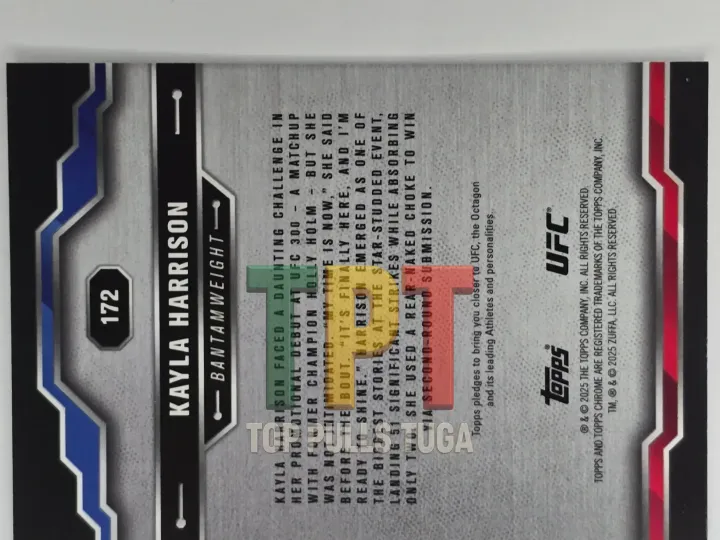 172
KAYLA HARRISON
BANTAMWEIGHT
KAYLA HARRISON FACED A DAUNTING CHALLENGE IN
HER PROMOTIONAL DEBUT AT UFC 300 - A MATCHUP
WITH FORMER CHAMPION HOLLY HOLM - BUT SHE
WAS NOT INTIMIDATED. "MY TIME IS NOW," SHE SAID
BEFORE THE BOUT. "IT'S FINALLY HERE, AND I'M
READY TO SHINE." HARRISON EMERGED AS ONE OF
THE BIGGEST STORIES AT THE STAR-STUDDED EVENT,
LANDING 51 SIGNIFICANT STRIKES WHILE ABSORBING
ONLY TWO. SHE USED A REAR-NAKED CHOKE TO WIN
VIA SECOND-ROUND SUBMISSION.
Topps pledges to bring you closer to UFC, the Octagon
and its leading Athletes and personalities.
TOPPS UFC
® & © 2025 THE TOPPS COMPANY, INC. ALL RIGHTS RESERVED.
TOPPS AND TOPPS CHROME ARE REGISTERED TRADEMARKS OF THE TOPPS COMPANY, INC.
TM, ® & © 2025 ZUFFA, LLC. ALL RIGHTS RESERVED
TPT
TOP PULLS TUGA